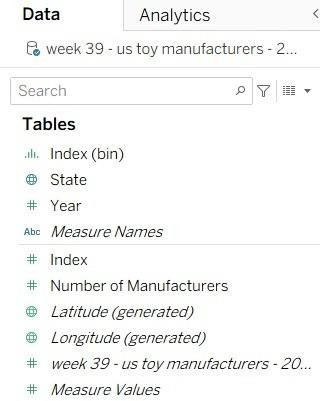 Data Analytics
week 39 - us toy manufacturers - 2...
Search
Tables
Index (bin)
State
# Year
Abc Measure Names
# Index
# Number of Manufacturers
Latitude (generated)
Longitude (generated)
# week 39 - us toy manufacturers - 20...
# Measure Values